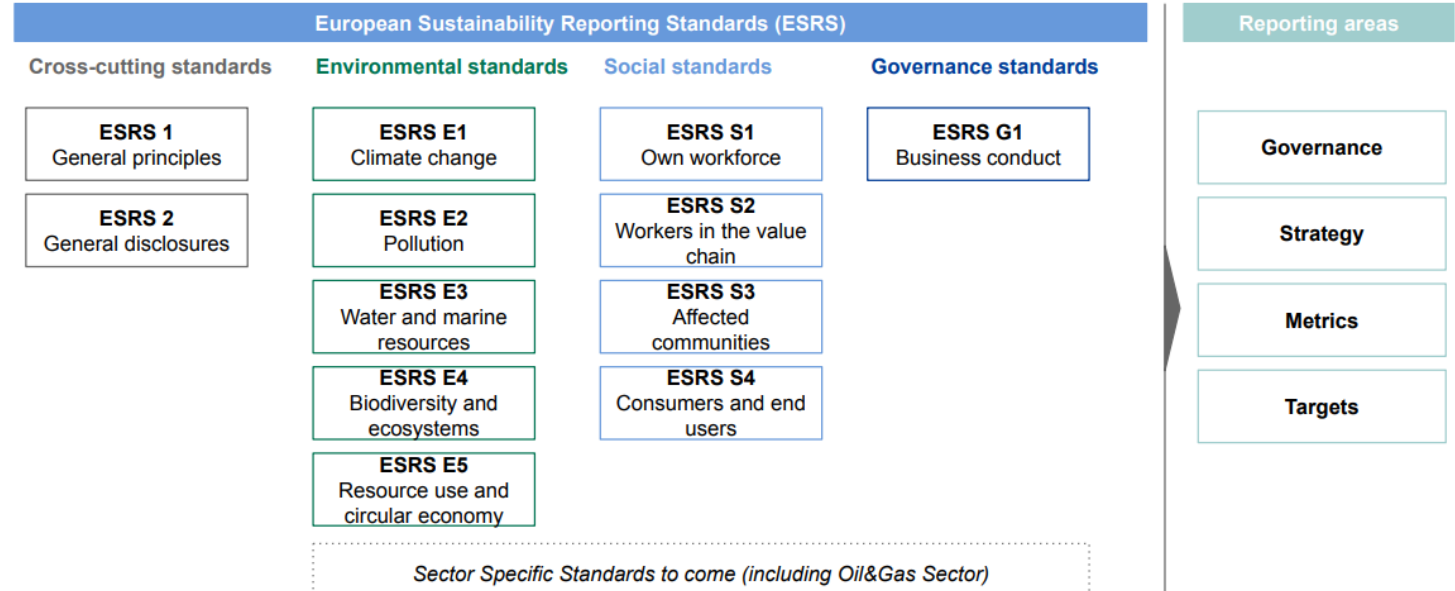 European Sustainability Reporting Standards (ESRS)
Reporting areas
Cross-cutting standards
Environmental standards
Social standards
Governance standards
ESRS 1
General principles
ESRS 2
General disclosures
ESRS E1
Climate change
ESRS E2
Pollution
ESRS E3
Water and marine
resources
ESRS E4
Biodiversity and
ecosystems
ESRS E5
Resource use and
circular economy
ESRS S1
Own workforce
ESRS S2
Workers in the value
chain
ESRS S3
Affected
communities
ESRS S4
Consumers and end
users
ESRS G1
Business conduct
Sector Specific Standards to come (including Oil&Gas Sector)
Governance
Strategy
Metrics
Targets